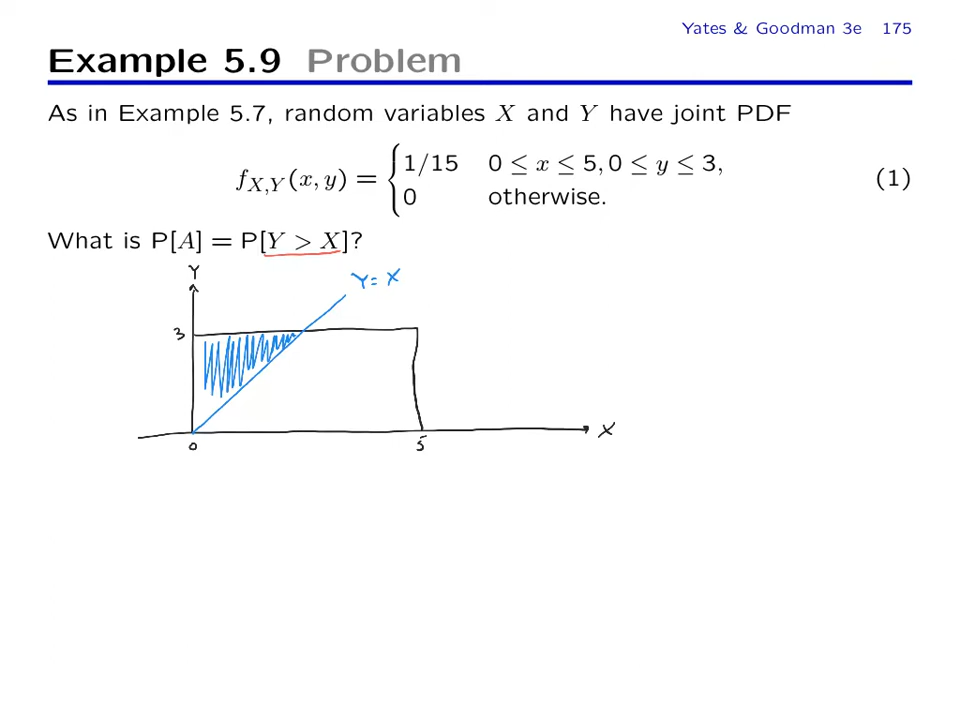 Yates & Goodman 3e 175
Example 5.9 Problem
As in Example 5.7, random variables X and Y have joint PDF
f_{X,Y}(x, y) = { 1/15 0 ≤ x ≤ 5, 0 ≤ y ≤ 3, (1)
0 otherwise.
What is P[A] = P[Y > X]?
Y
Y = X
3
X
0
5